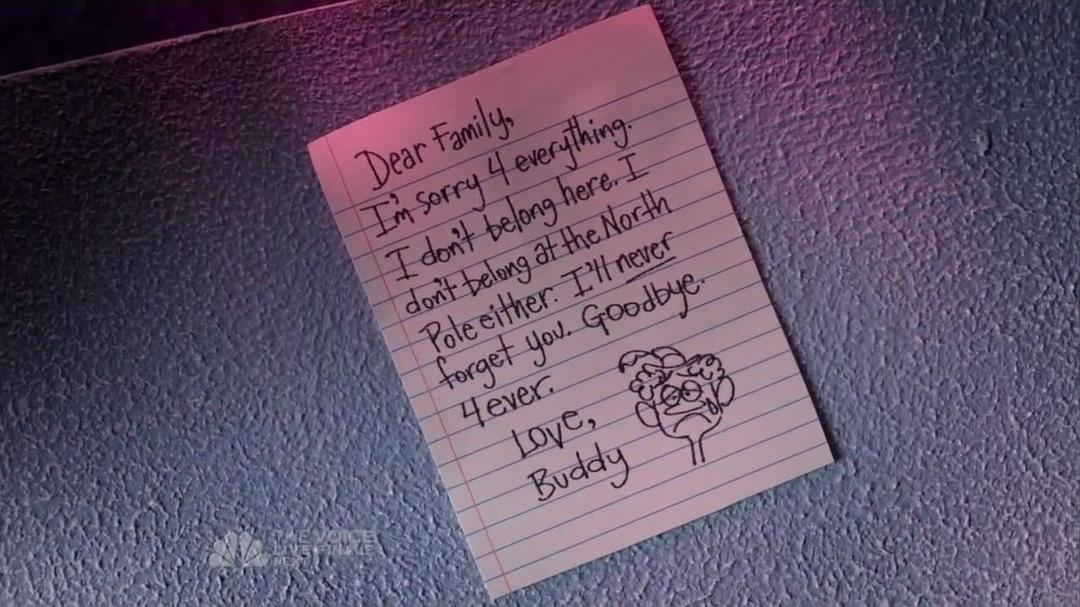 Dear Family,
I'm sorry 4 everything.
I don't belong here. I
don't belong at the North
Pole either. I'll never
forget you. Goodbye.
4ever.
Love,
Buddy
THE VOICE
LIVE FINALE
NEXT